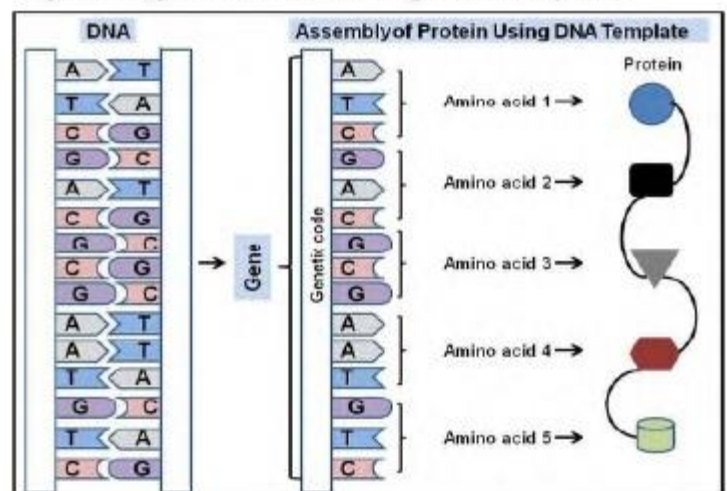 DNA
Assemblyof Protein Using DNA Template
A T
T A
C G
G C
A T
C G
G C
C G
G C
A T
A T
T A
G C
T A
C G
Gene
Genetic code
A
T
C
G
A
C
G
C
G
A
A
T
G
T
C
Protein
Amino acid 1
Amino acid 2
Amino acid 3
Amino acid 4
Amino acid 5